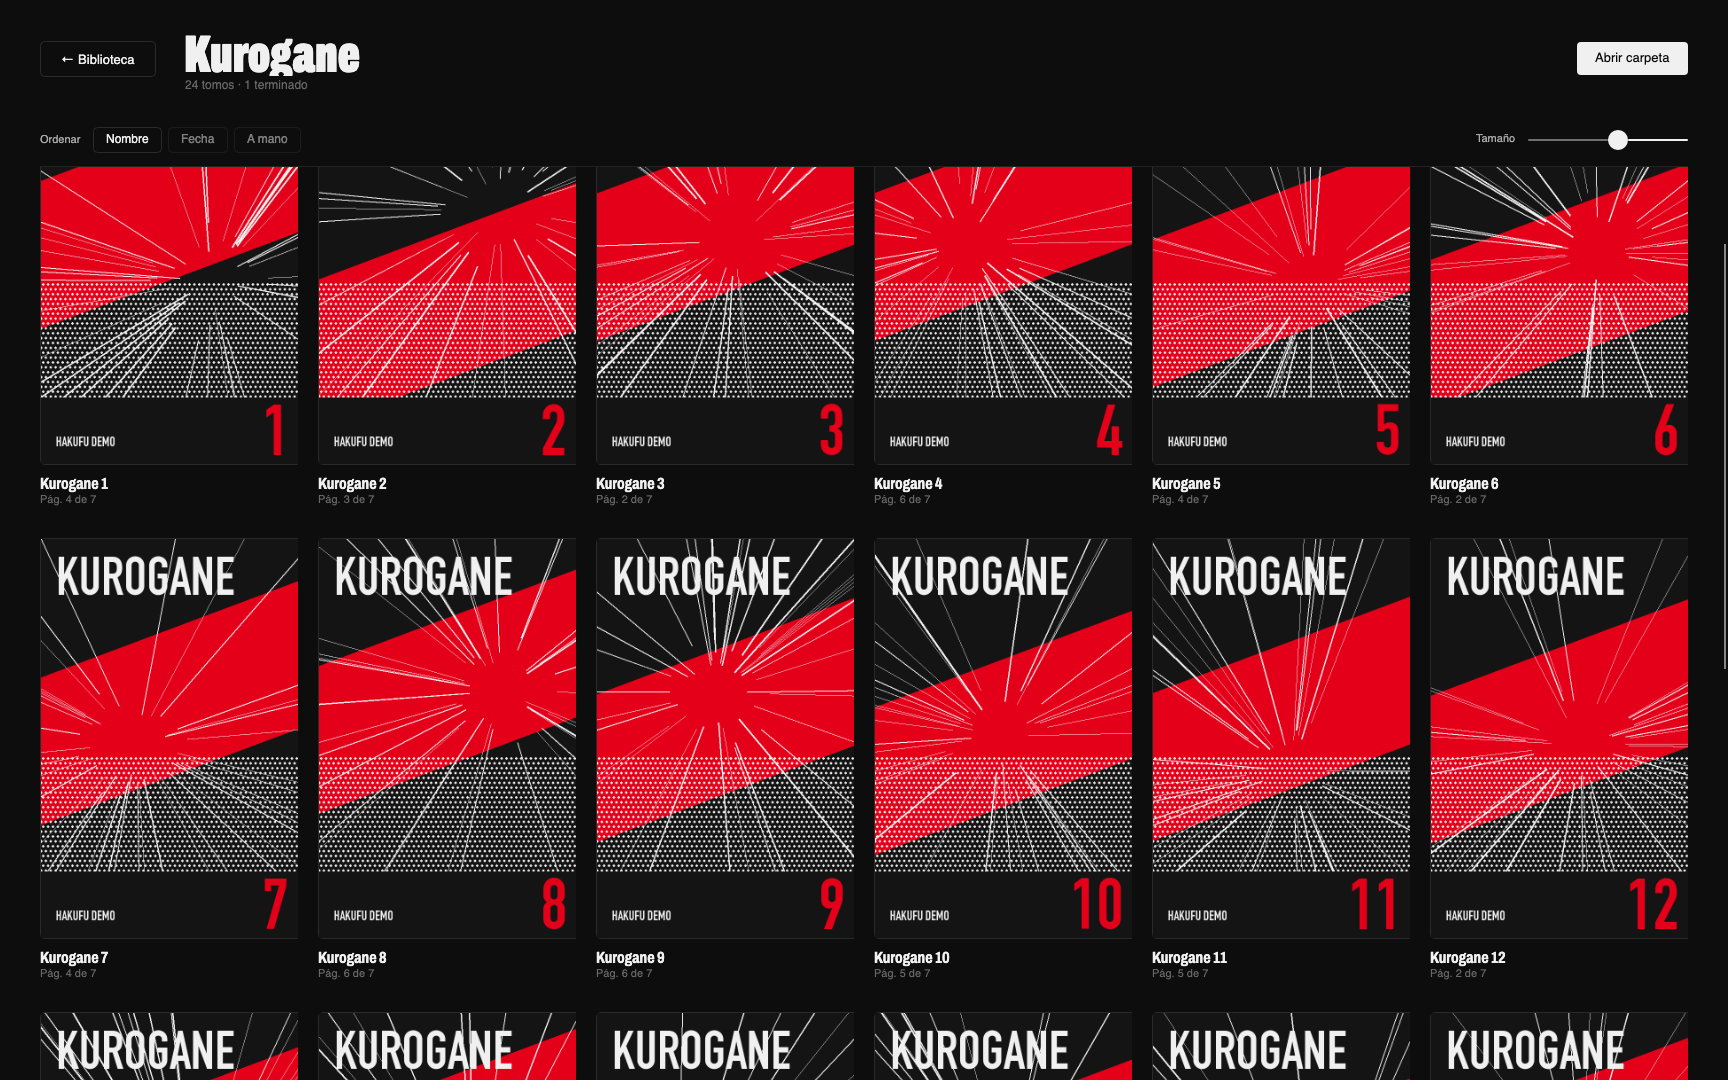 ← Biblioteca
Kurogane
24 tomos · 1 terminado
Abrir carpeta
Ordenar Nombre Fecha A mano
Tamaño
HAKUFU DEMO 1
HAKUFU DEMO 2
HAKUFU DEMO 3
HAKUFU DEMO 4
HAKUFU DEMO 5
HAKUFU DEMO 6
Kurogane 1
Pág. 4 de 7
Kurogane 2
Pág. 3 de 7
Kurogane 3
Pág. 2 de 7
Kurogane 4
Pág. 6 de 7
Kurogane 5
Pág. 4 de 7
Kurogane 6
Pág. 2 de 7
KUROGANE
HAKUFU DEMO 7
KUROGANE
HAKUFU DEMO 8
KUROGANE
HAKUFU DEMO 9
KUROGANE
HAKUFU DEMO 10
KUROGANE
HAKUFU DEMO 11
KUROGANE
HAKUFU DEMO 12
Kurogane 7
Pág. 4 de 7
Kurogane 8
Pág. 6 de 7
Kurogane 9
Pág. 6 de 7
Kurogane 10
Pág. 5 de 7
Kurogane 11
Pág. 5 de 7
Kurogane 12
Pág. 2 de 7
KUROGANE
KUROGANE
KUROGANE
KUROGANE
KUROGANE
KUROGANE